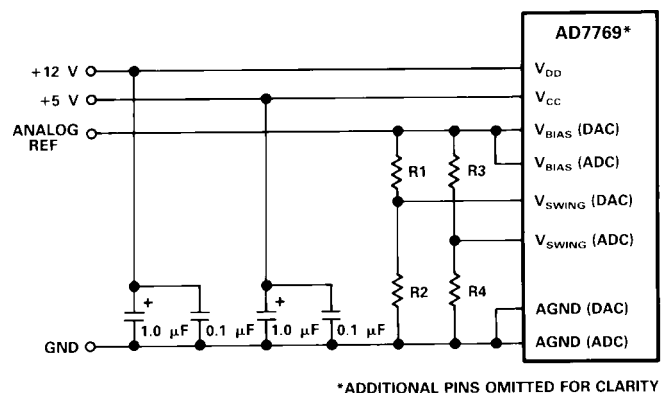 AD7769*
+12 V
V_DD
+5 V
V_CC
ANALOG
REF
V_BIAS (DAC)
V_BIAS (ADC)
R1
R3
V_SWING (DAC)
V_SWING (ADC)
R2
R4
AGND (DAC)
+
+
1.0 μF
0.1 μF
1.0 μF
0.1 μF
GND
AGND (ADC)
*ADDITIONAL PINS OMITTED FOR CLARITY